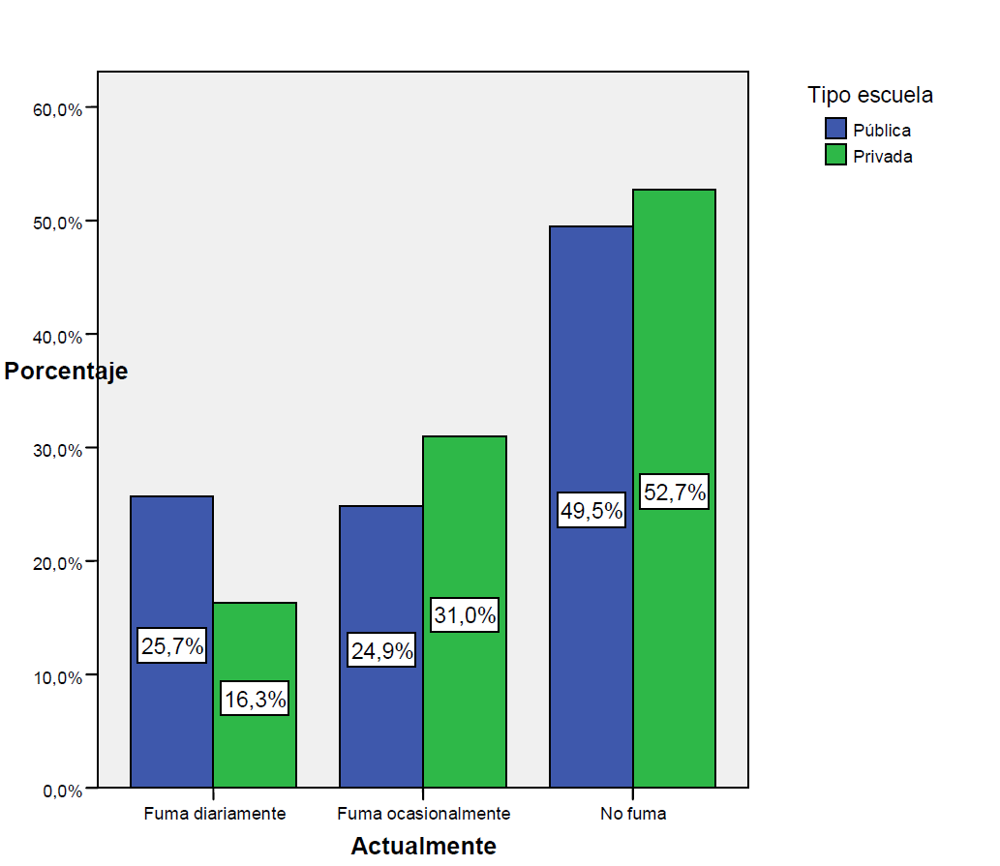 Tipo escuela
Pública
Privada
60,0%
50,0%
40,0%
Porcentaje
30,0%
20,0%
10,0%
0,0%
25,7%
16,3%
24,9%
31,0%
49,5%
52,7%
Fuma diariamente
Fuma ocasionalmente
No fuma
Actualmente